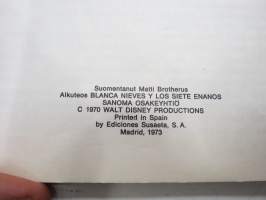 Suomentanut Matti Brotherus
Alkuteos BLANCA NIEVES Y LOS SIETE ENANOS
SANOMA OSAKEYHTIÖ
C 1970 WALT DISNEY PRODUCTIONS
Printed in Spain
by Ediciones Susaeta, S. A.
Madrid, 1973